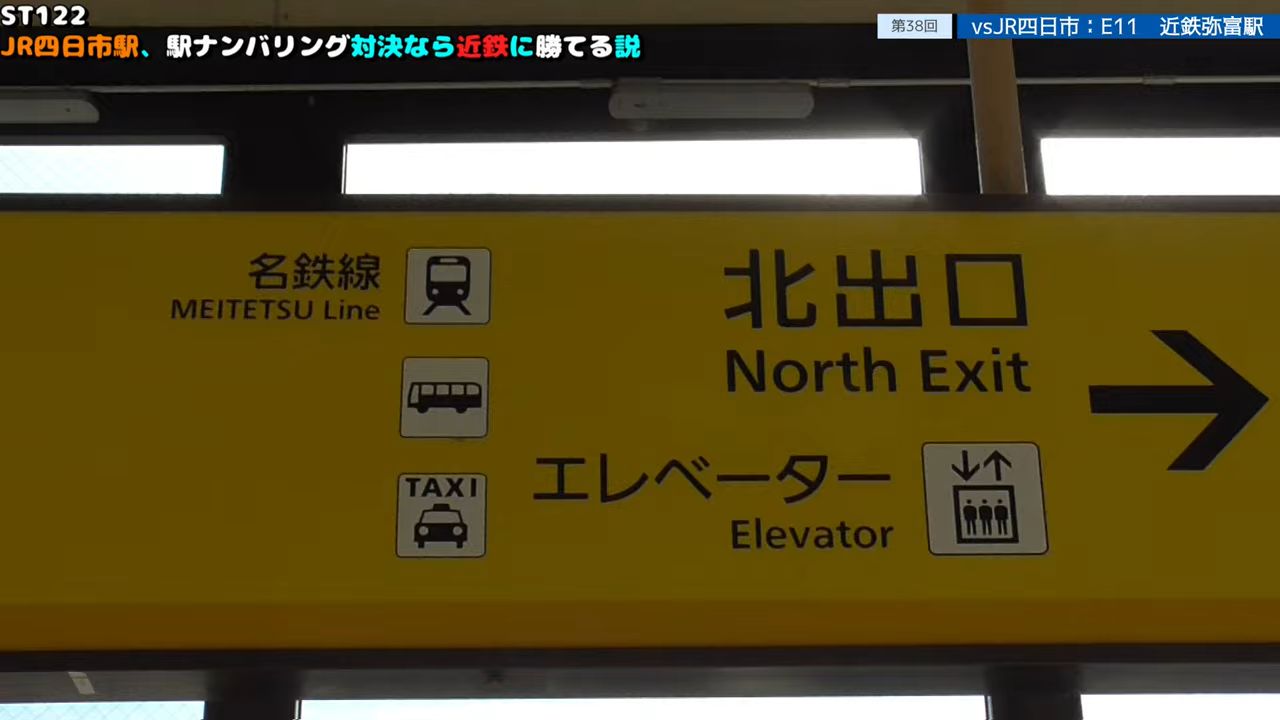 ST122
JR四日市駅、駅ナンバリング対決なら近鉄に勝てる説
第38回
vsJR四日市：E11 近鉄弥富駅
名鉄線
MEITETSU Line
TAXI
北出口
North Exit
エレベーター
Elevator